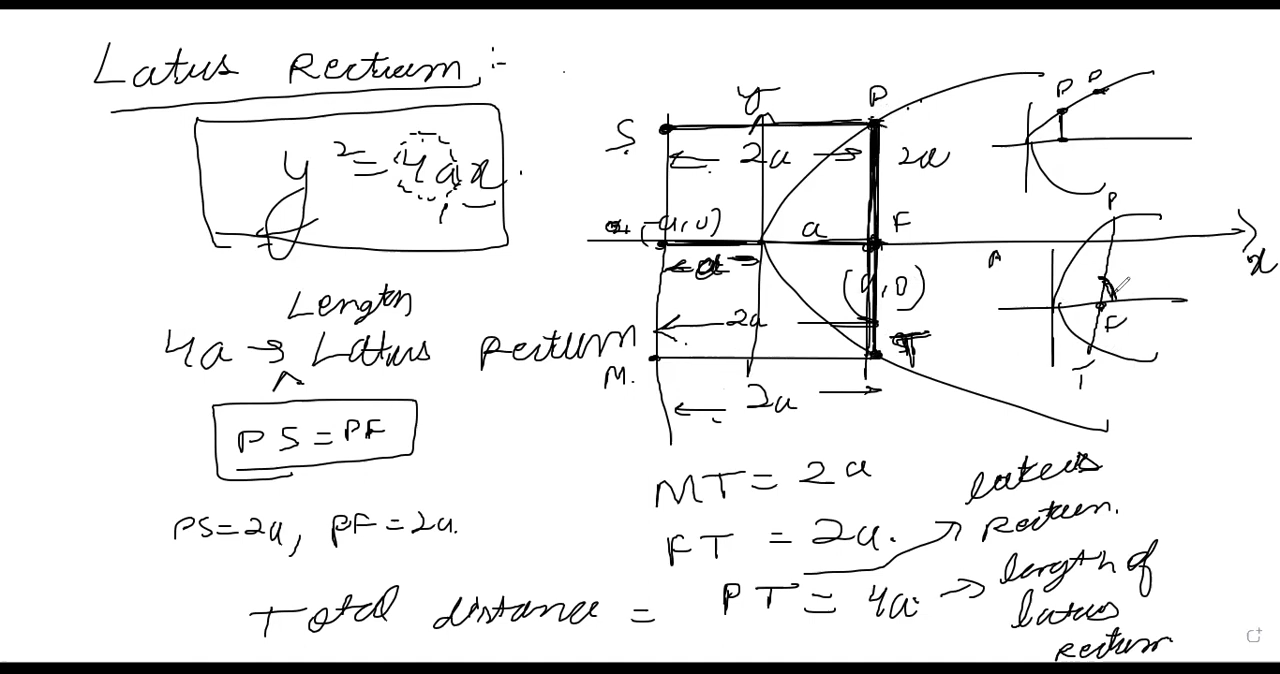 Latus Rectum :-
y² = 4ax.
Length
4a → Latus Rectum
^
PS = PF
PS = 2a, PF = 2a.
S
y
P
2a
2a
(-a, 0)
a
F
x
a
2a
T
M.
2a
P
P
P
F
T
MT = 2a
FT = 2a. → latus
Rectum.
Total distance = PT = 4a. → length of
latus
rectum